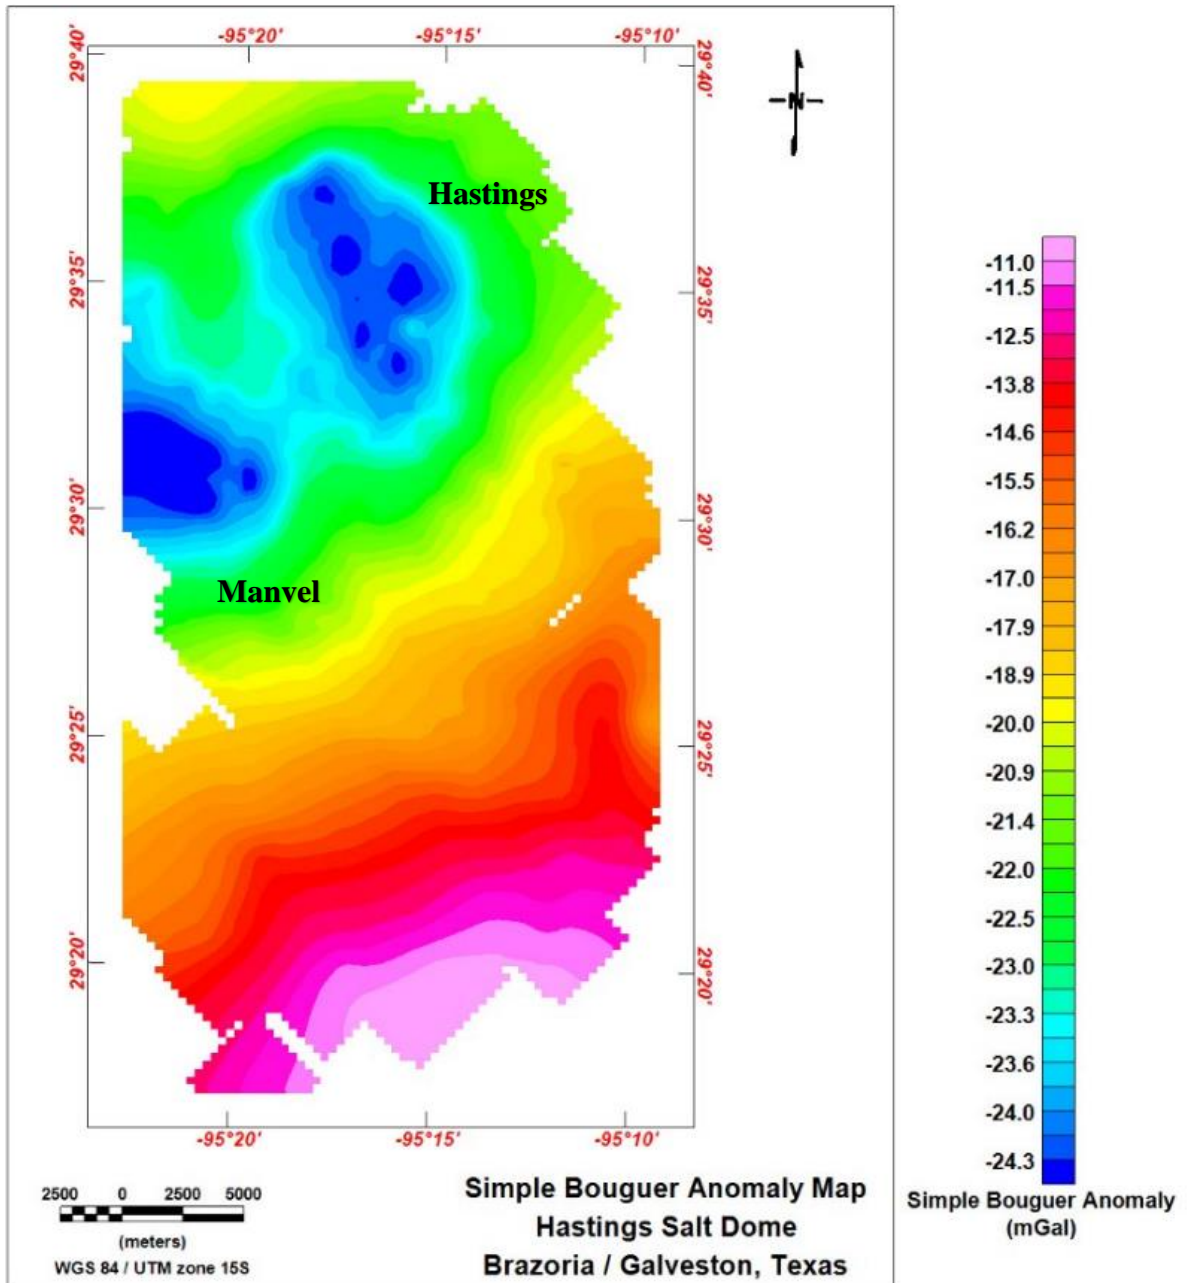 -95°20' -95°15' -95°10'
29°40' 29°40'
N
Hastings
29°35' 29°35'
29°30' 29°30'
Manvel
29°25' 29°25'
29°20' 29°20'
-95°20' -95°15' -95°10'
-11.0
-11.5
-12.5
-13.8
-14.6
-15.5
-16.2
-17.0
-17.9
-18.9
-20.0
-20.9
-21.4
-22.0
-22.5
-23.0
-23.3
-23.6
-24.0
-24.3
Simple Bouguer Anomaly
(mGal)
2500 0 2500 5000
(meters)
WGS 84 / UTM zone 15S
Simple Bouguer Anomaly Map
Hastings Salt Dome
Brazoria / Galveston, Texas